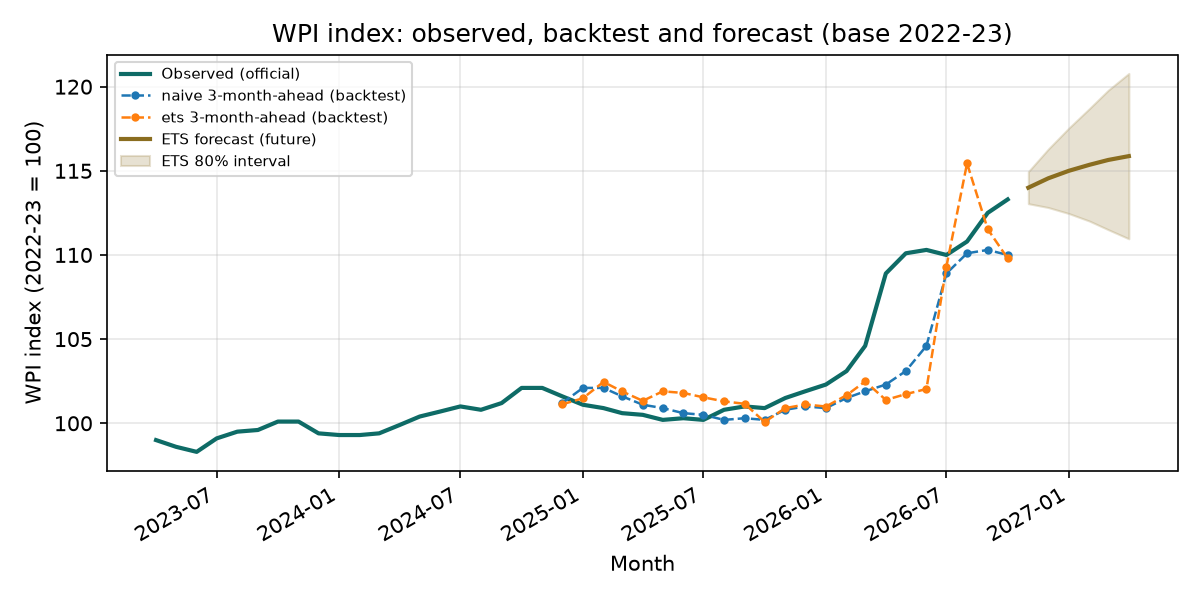 WPI index: observed, backtest and forecast (base 2022-23)
Observed (official)
naive 3-month-ahead (backtest)
ets 3-month-ahead (backtest)
ETS forecast (future)
ETS 80% interval
WPI index (2022-23 = 100)
120
115
110
105
100
2023-07
2024-01
2024-07
2025-01
2025-07
2026-01
2026-07
2027-01
Month